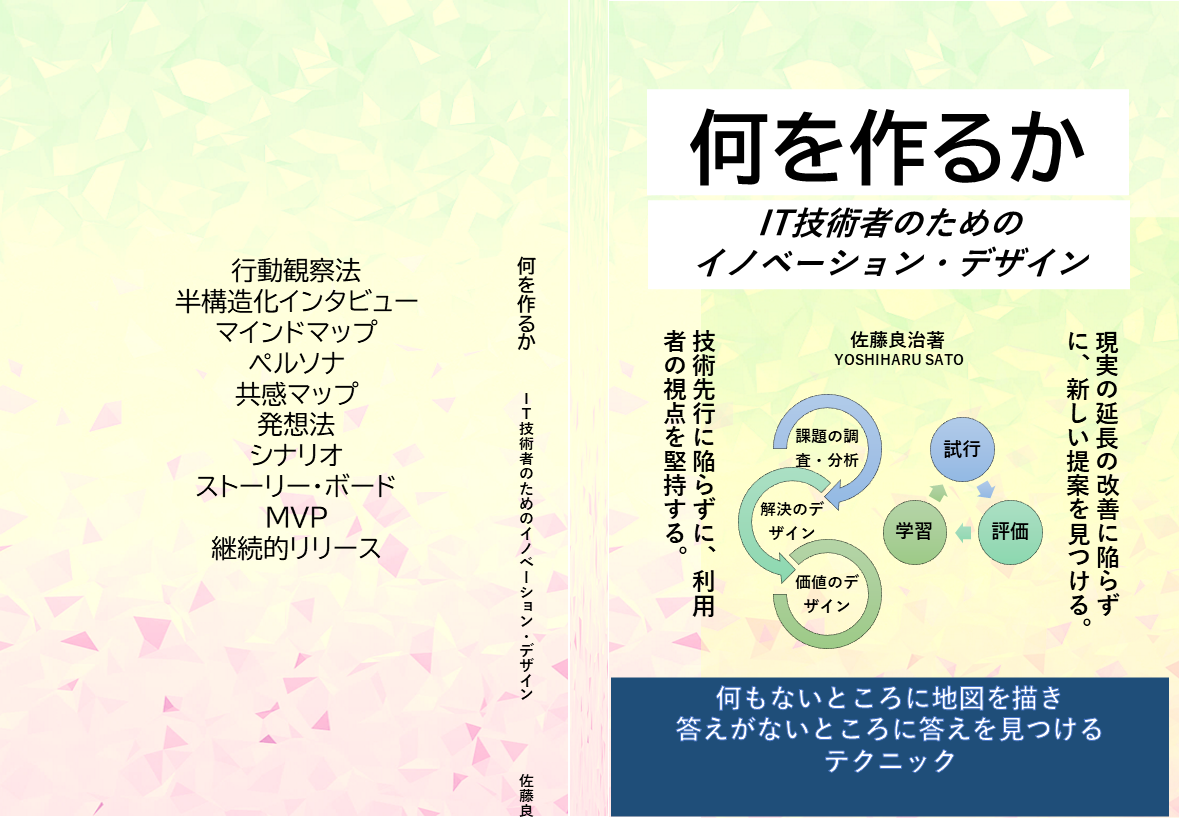 行動観察法
半構造化インタビュー
マインドマップ
ペルソナ
共感マップ
発想法
シナリオ
ストーリー・ボード
MVP
継続的リリース
何を作るか
IT技術者のためのイノベーション・デザイン
佐藤良
何を作るか
IT技術者のための
イノベーション・デザイン
佐藤良治著
YOSHIHARU SATO
現実の延長の改善に陥らず
に、新しい提案を見つける。
技術先行に陥らずに、利用
者の視点を堅持する。
課題の調
査・分析
解決のデ
ザイン
価値のデ
ザイン
試行
評価
学習
何もないところに地図を描き
答えがないところに答えを見つける
テクニック